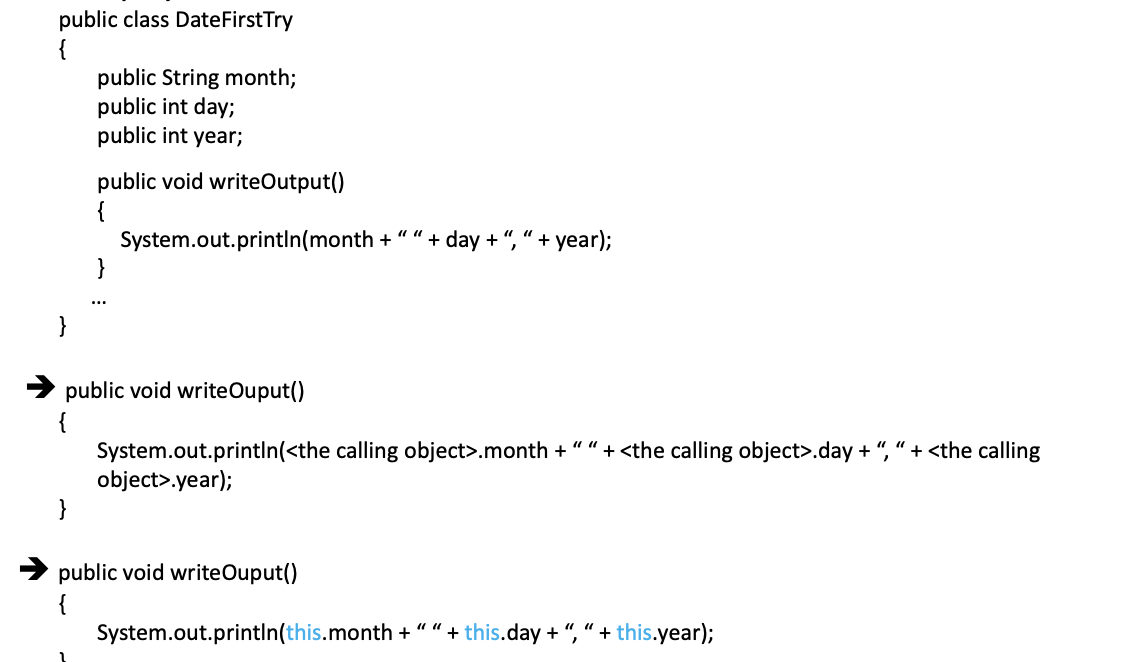 public class DateFirstTry
{
public String month;
public int day;
public int year;
public void writeOutput()
{
System.out.println(month + “ “ + day + “, “ + year);
}
...
}
➔ public void writeOuput()
{
System.out.println(<the calling object>.month + “ “ + <the calling object>.day + “, “ + <the calling
object>.year);
}
➔ public void writeOuput()
{
System.out.println(this.month + “ “ + this.day + “, “ + this.year);